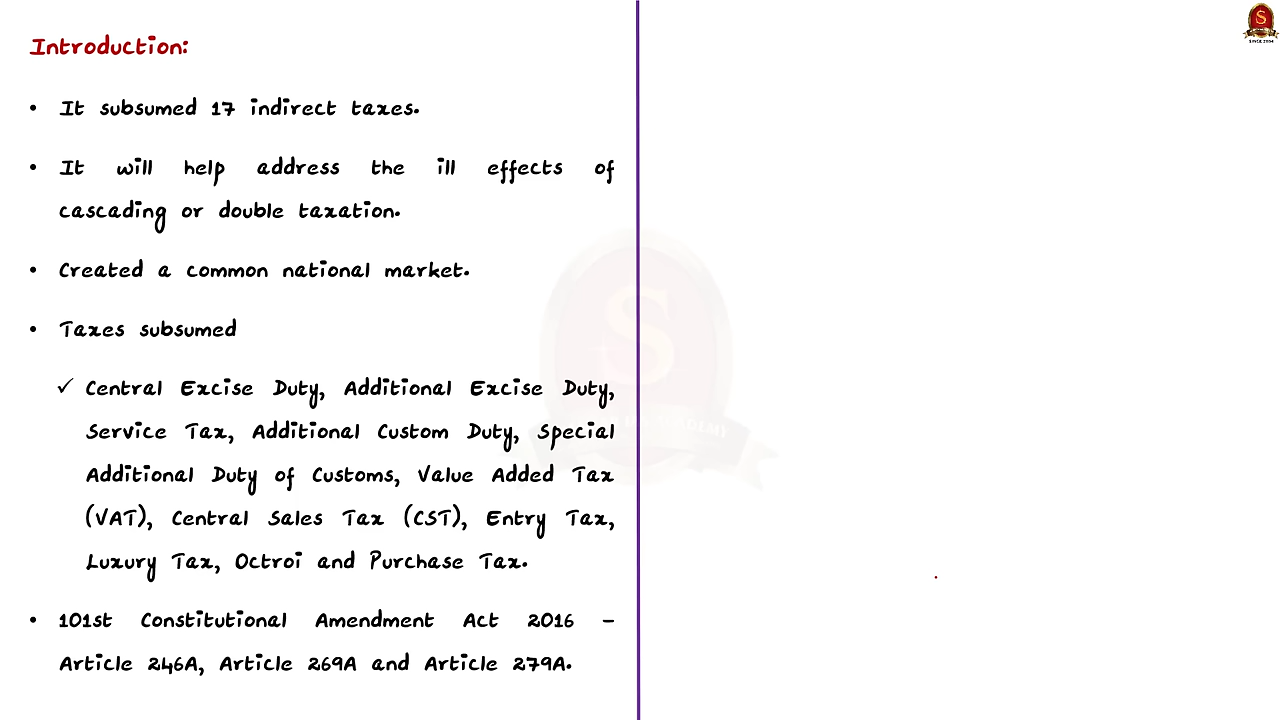 Introduction:
• It subsumed 17 indirect taxes.
• It will help address the ill effects of
cascading or double taxation.
• Created a common national market.
• Taxes subsumed
✓ Central Excise Duty, Additional Excise Duty,
Service Tax, Additional Custom Duty, Special
Additional Duty of Customs, Value Added Tax
(VAT), Central Sales Tax (CST), Entry Tax,
Luxury Tax, Octroi and Purchase Tax.
• 101st Constitutional Amendment Act 2016 –
Article 246A, Article 269A and Article 279A.
S
SINCE 2004
S